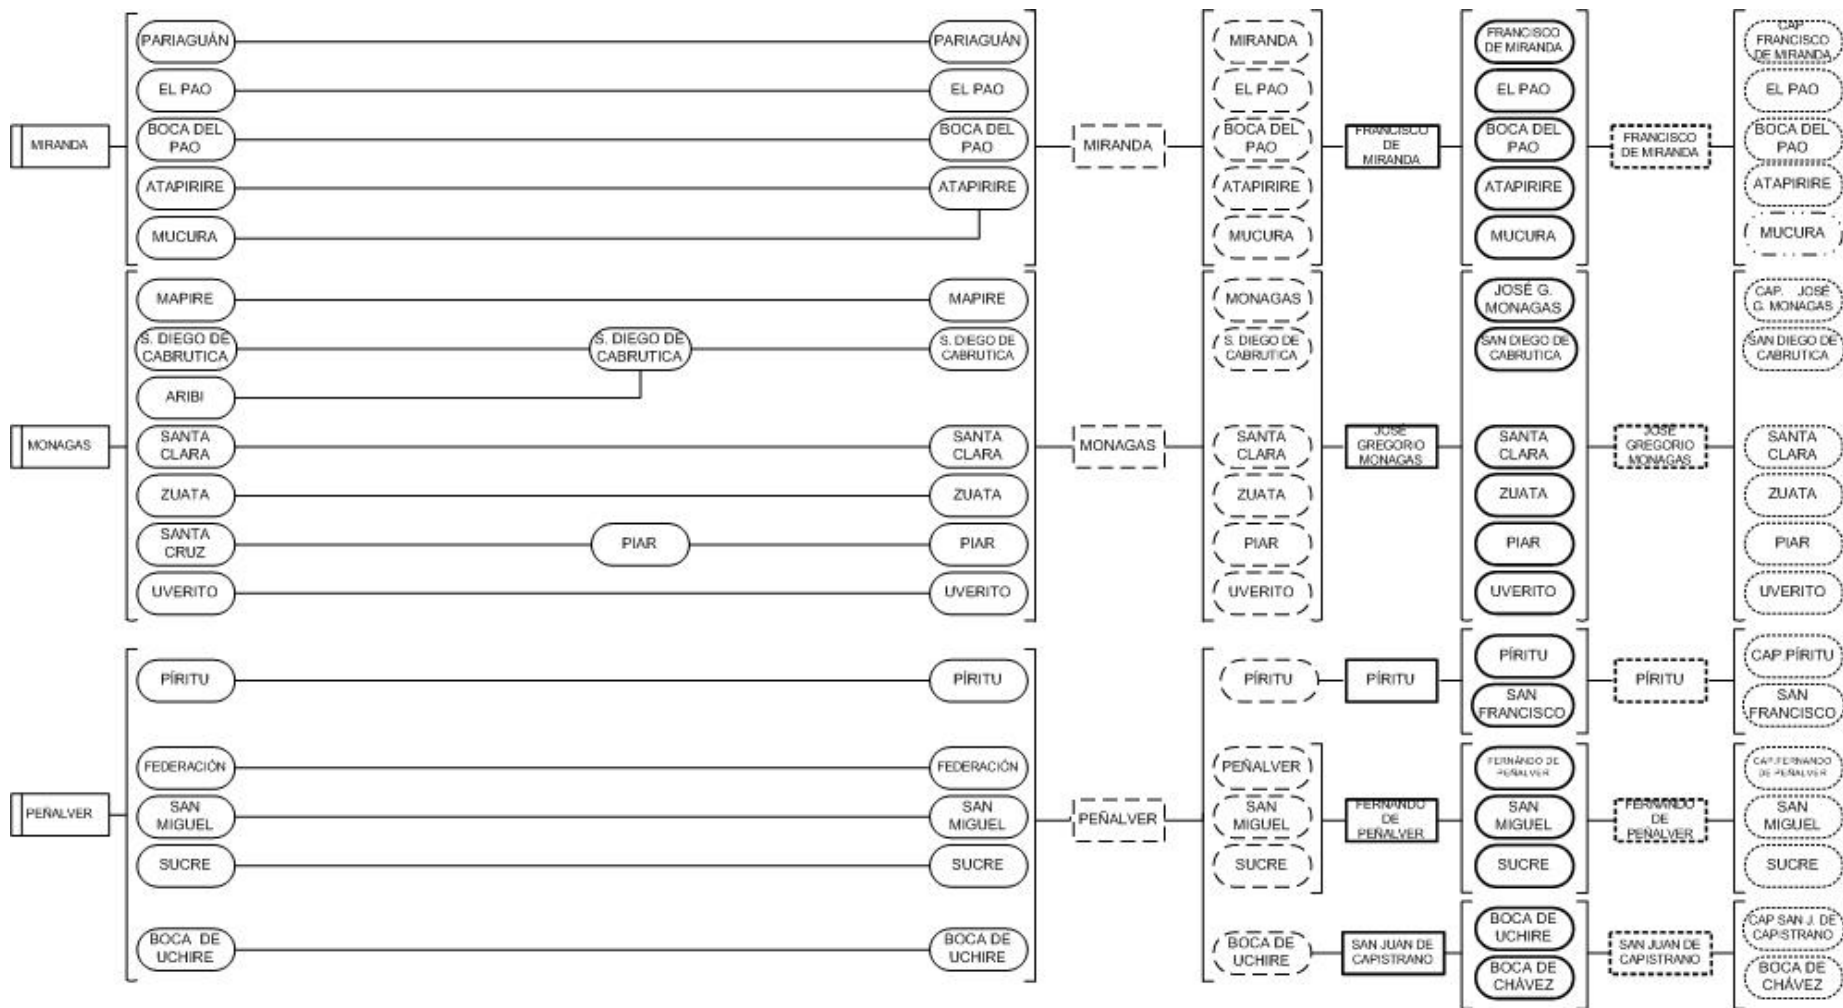 MIRANDA
PARIAGUÁN
EL PAO
BOCA DEL
PAO
ATAPIRIRE
MUCURA
PARIAGUÁN
EL PAO
BOCA DEL
PAO
ATAPIRIRE
MIRANDA
MIRANDA
EL PAO
BOCA DEL
PAO
ATAPIRIRE
MUCURA
FRANCISCO
DE
MIRANDA
FRANCISCO
DE MIRANDA
EL PAO
BOCA DEL
PAO
ATAPIRIRE
MUCURA
FRANCISCO
DE MIRANDA
CAP.
FRANCISCO
DE MIRANDA
EL PAO
BOCA DEL
PAO
ATAPIRIRE
MUCURA
MONAGAS
MAPIRE
S. DIEGO DE
CABRUTICA
ARIBI
SANTA
CLARA
ZUATA
SANTA
CRUZ
UVERITO
S. DIEGO DE
CABRUTICA
PIAR
MAPIRE
S. DIEGO DE
CABRUTICA
SANTA
CLARA
ZUATA
PIAR
UVERITO
MONAGAS
MONAGAS
S. DIEGO DE
CABRUTICA
SANTA
CLARA
ZUATA
PIAR
UVERITO
JOSÉ
GREGORIO
MONAGAS
JOSÉ G.
MONAGAS
SAN DIEGO DE
CABRUTICA
SANTA
CLARA
ZUATA
PIAR
UVERITO
JOSÉ
GREGORIO
MONAGAS
CAP. JOSÉ
G. MONAGAS
SAN DIEGO DE
CABRUTICA
SANTA
CLARA
ZUATA
PIAR
UVERITO
PEÑALVER
PÍRITU
FEDERACIÓN
SAN
MIGUEL
SUCRE
BOCA DE
UCHIRE
PÍRITU
FEDERACIÓN
SAN
MIGUEL
SUCRE
BOCA DE
UCHIRE
PEÑALVER
PÍRITU
PEÑALVER
SAN
MIGUEL
SUCRE
BOCA DE
UCHIRE
PÍRITU
PÍRITU
SAN
FRANCISCO
PÍRITU
CAP.PÍRITU
SAN
FRANCISCO
FERNANDO
DE
PEÑALVER
FERNÁNDO DE
PEÑALVER
SAN
MIGUEL
SUCRE
FERNANDO
DE
PEÑALVER
CAP.FERNANDO
DE PEÑALVER
SAN
MIGUEL
SUCRE
SAN JUAN DE
CAPISTRANO
BOCA DE
UCHIRE
BOCA DE
CHÁVEZ
SAN JUAN DE
CAPISTRANO
CAP SAN J. DE
CAPISTRANO
BOCA DE
CHÁVEZ